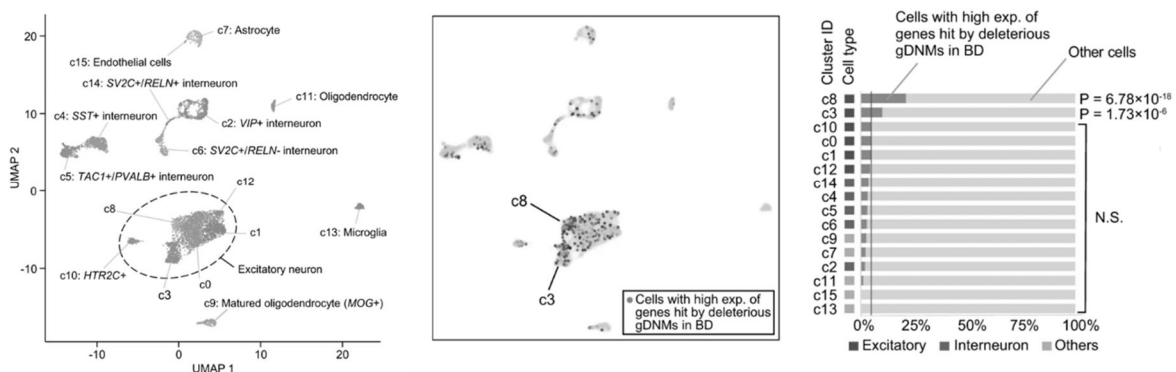 20
10
0
-10
UMAP 2
-10
0
10
20
UMAP 1
c7: Astrocyte
c15: Endothelial cells
c14: SV2C+/RELN+ interneuron
c11: Oligodendrocyte
c4: SST+ interneuron
c2: VIP+ interneuron
c6: SV2C+/RELN- interneuron
c5: TAC1+/PVALB+ interneuron
c12
c8
c1
c13: Microglia
c10: HTR2C+
Excitatory neuron
c3
c0
c9: Matured oligodendrocyte (MOG+)
c8
c3
Cells with high exp. of
genes hit by deleterious
gDNMs in BD
Cluster ID
Cell type
Cells with high exp. of
genes hit by deleterious
gDNMs in BD
Other cells
c8
P = 6.78×10-18
c3
P = 1.73×10-6
c10
c0
c1
c12
c14
c4
c5
c6
c9
c7
c2
c11
c15
c13
N.S.
0%
25%
50%
75%
100%
Excitatory
Interneuron
Others